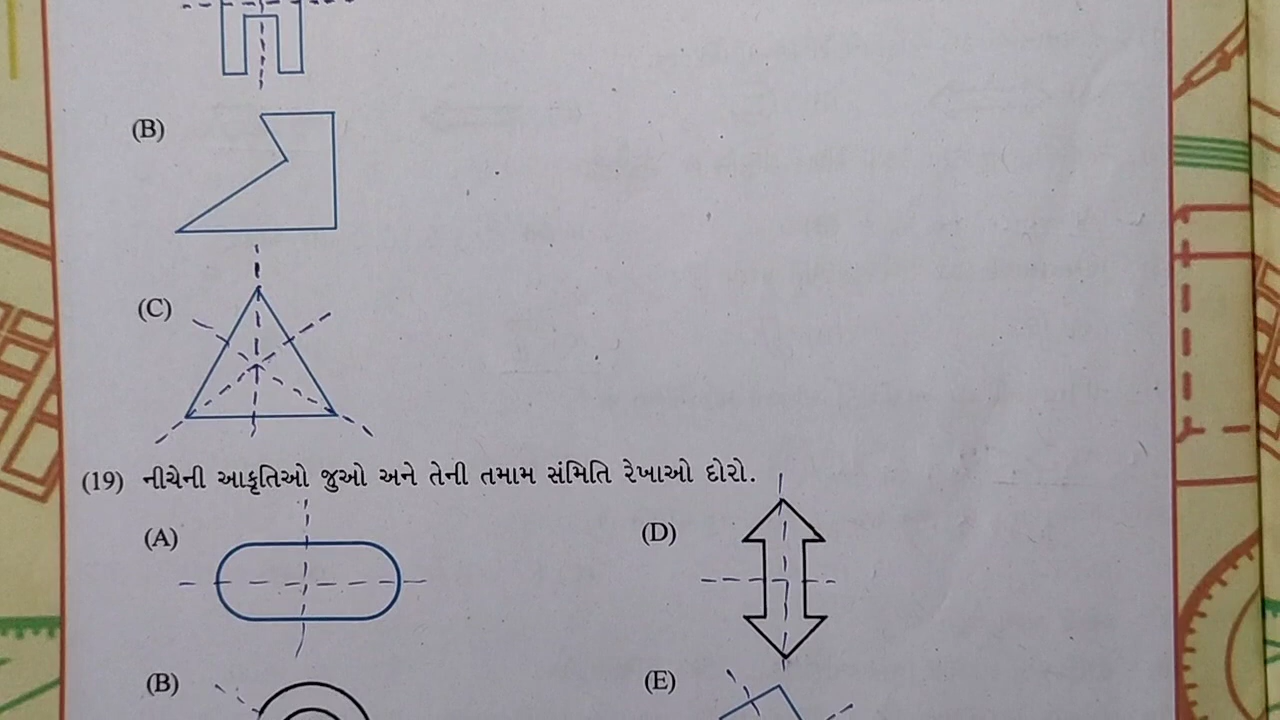 (B)
(C)
(19) નીચેની આકૃતિઓ જુઓ અને તેની તમામ સંમિતિ રેખાઓ દોરો.
(A)
(D)
(B)
(E)